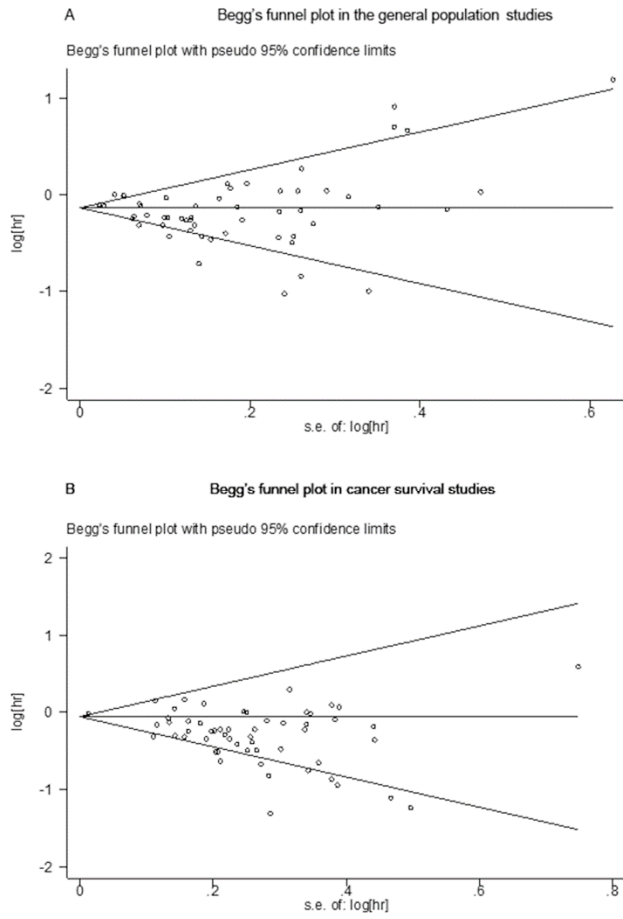 A Begg's funnel plot in the general population studies
Begg's funnel plot with pseudo 95% confidence limits
log[hr]
1
0
-1
-2
0 .2 .4 .6
s.e. of: log[hr]
B Begg's funnel plot in cancer survival studies
Begg's funnel plot with pseudo 95% confidence limits
log[hr]
2
1
0
-1
-2
0 .2 .4 .6 .8
s.e. of: log[hr]